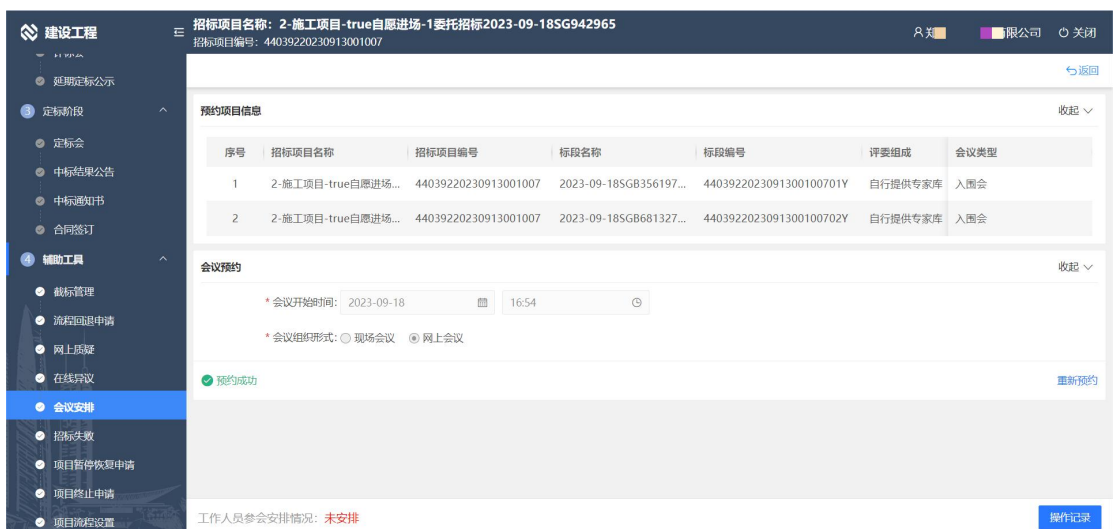 建设工程
招标项目名称：2-施工项目-true自愿进场-1委托招标2023-09-18SG942965
招标项目编号：44039220230913001007
郑
限公司
关闭
返回
延期定标公示
3 定标阶段
定标会
中标结果公告
中标通知书
合同签订
4 辅助工具
截标管理
流程回退申请
网上质疑
在线异议
会议安排
招标失败
项目暂停恢复申请
项目终止申请
项目流程设置
预约项目信息 收起
序号 招标项目名称 招标项目编号 标段名称 标段编号 评委组成 会议类型
1 2-施工项目-true自愿进场... 44039220230913001007 2023-09-18SGB356197... 4403922023091300100701Y 自行提供专家库 入围会
2 2-施工项目-true自愿进场... 44039220230913001007 2023-09-18SGB681327... 4403922023091300100702Y 自行提供专家库 入围会
会议预约 收起
* 会议开始时间: 2023-09-18 16:54
* 会议组织形式: 现场会议 网上会议
预约成功 重新预约
工作人员参会安排情况：未安排 操作记录